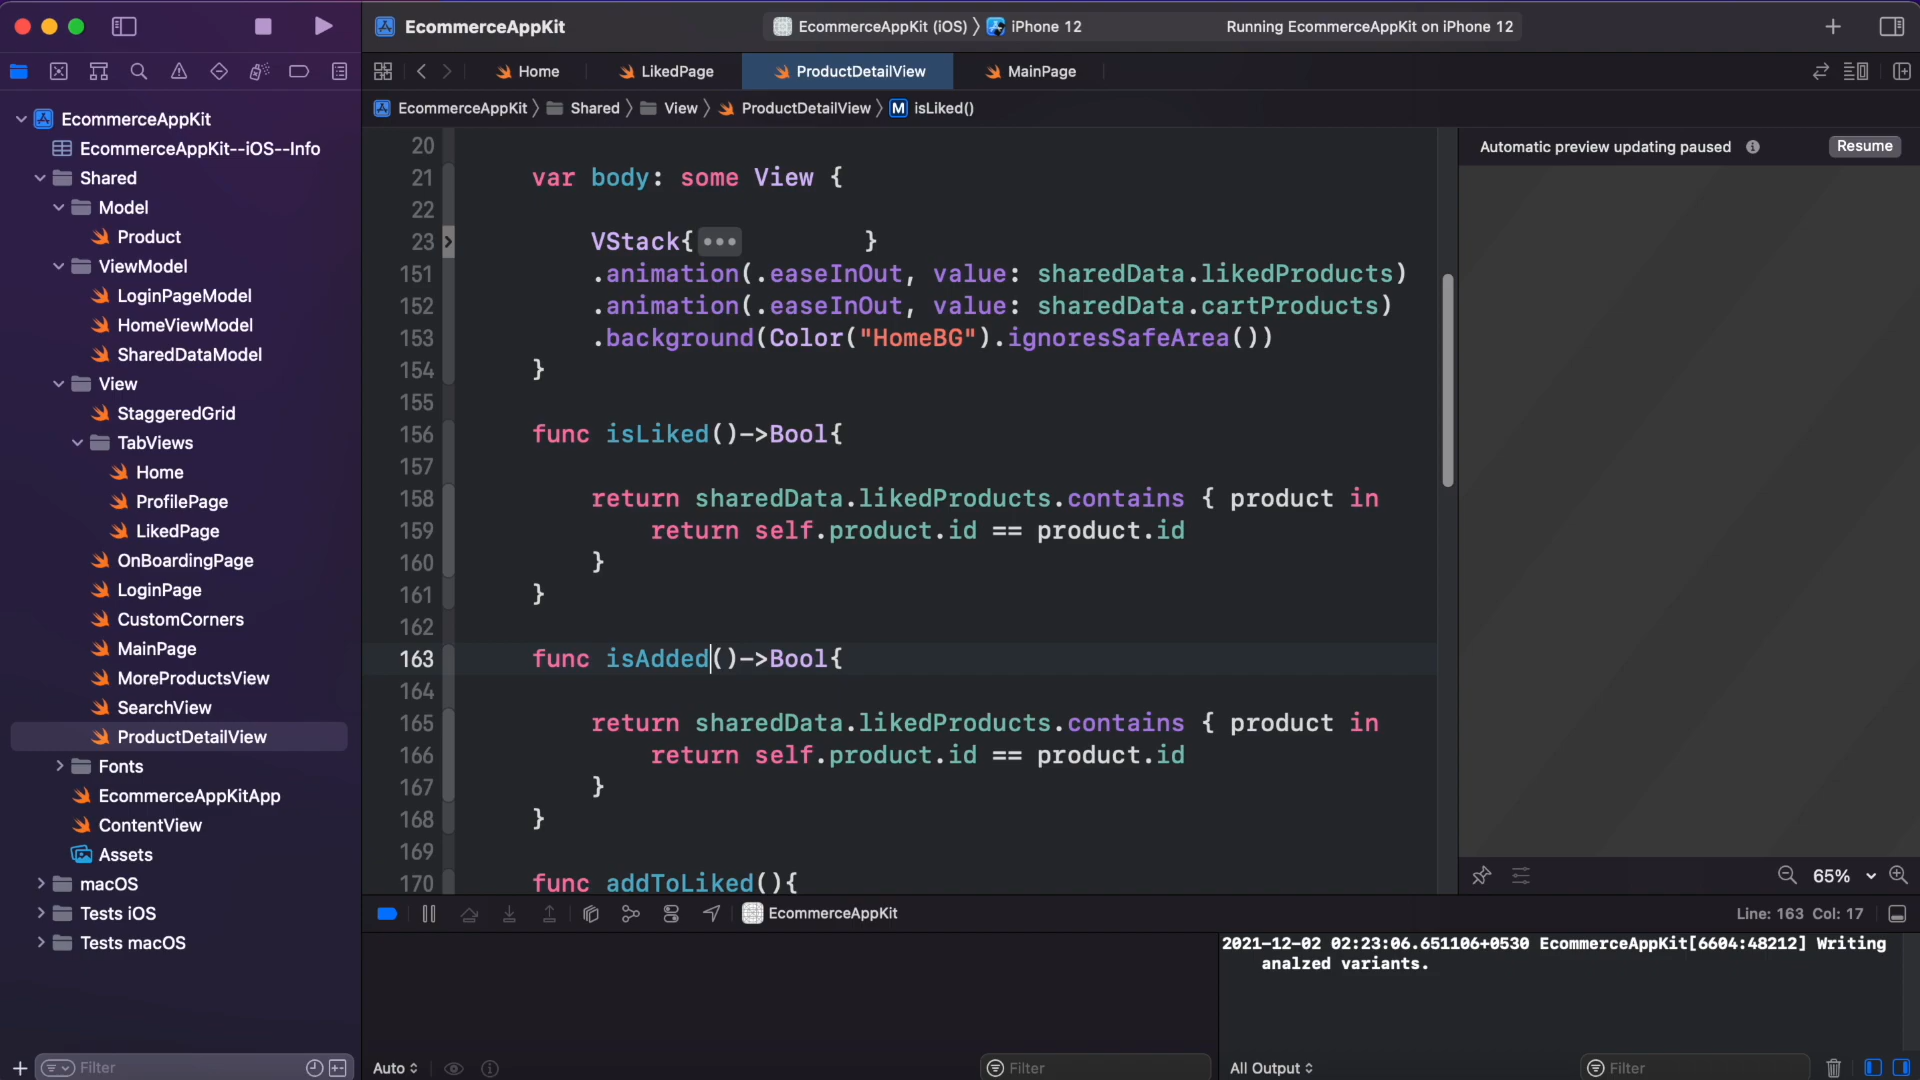 EcommerceAppKit
EcommerceAppKit (iOS) 〉 iPhone 12
Running EcommerceAppKit on iPhone 12
Home
LikedPage
ProductDetailView
MainPage
EcommerceAppKit 〉 Shared 〉 View 〉 ProductDetailView 〉 M isLiked()
EcommerceAppKit
EcommerceAppKit--iOS--Info
Shared
Model
Product
ViewModel
LoginPageModel
HomeViewModel
SharedDataModel
View
StaggeredGrid
TabViews
Home
ProfilePage
LikedPage
OnBoardingPage
LoginPage
CustomCorners
MainPage
MoreProductsView
SearchView
ProductDetailView
Fonts
EcommerceAppKitApp
ContentView
Assets
macOS
Tests iOS
Tests macOS
Filter
20
21 var body: some View {
22
23 VStack{••• }
151 .animation(.easeInOut, value: sharedData.likedProducts)
152 .animation(.easeInOut, value: sharedData.cartProducts)
153 .background(Color("HomeBG").ignoresSafeArea())
154 }
155
156 func isLiked()->Bool{
157
158 return sharedData.likedProducts.contains { product in
159 return self.product.id == product.id
160 }
161 }
162
163 func isAdded()->Bool{
164
165 return sharedData.likedProducts.contains { product in
166 return self.product.id == product.id
167 }
168 }
169
170 func addToLiked(){
Automatic preview updating paused
Resume
65%
EcommerceAppKit
Line: 163 Col: 17
2021-12-02 02:23:06.651106+0530 EcommerceAppKit[6604:48212] Writing
analzed variants.
Auto
Filter
All Output
Filter